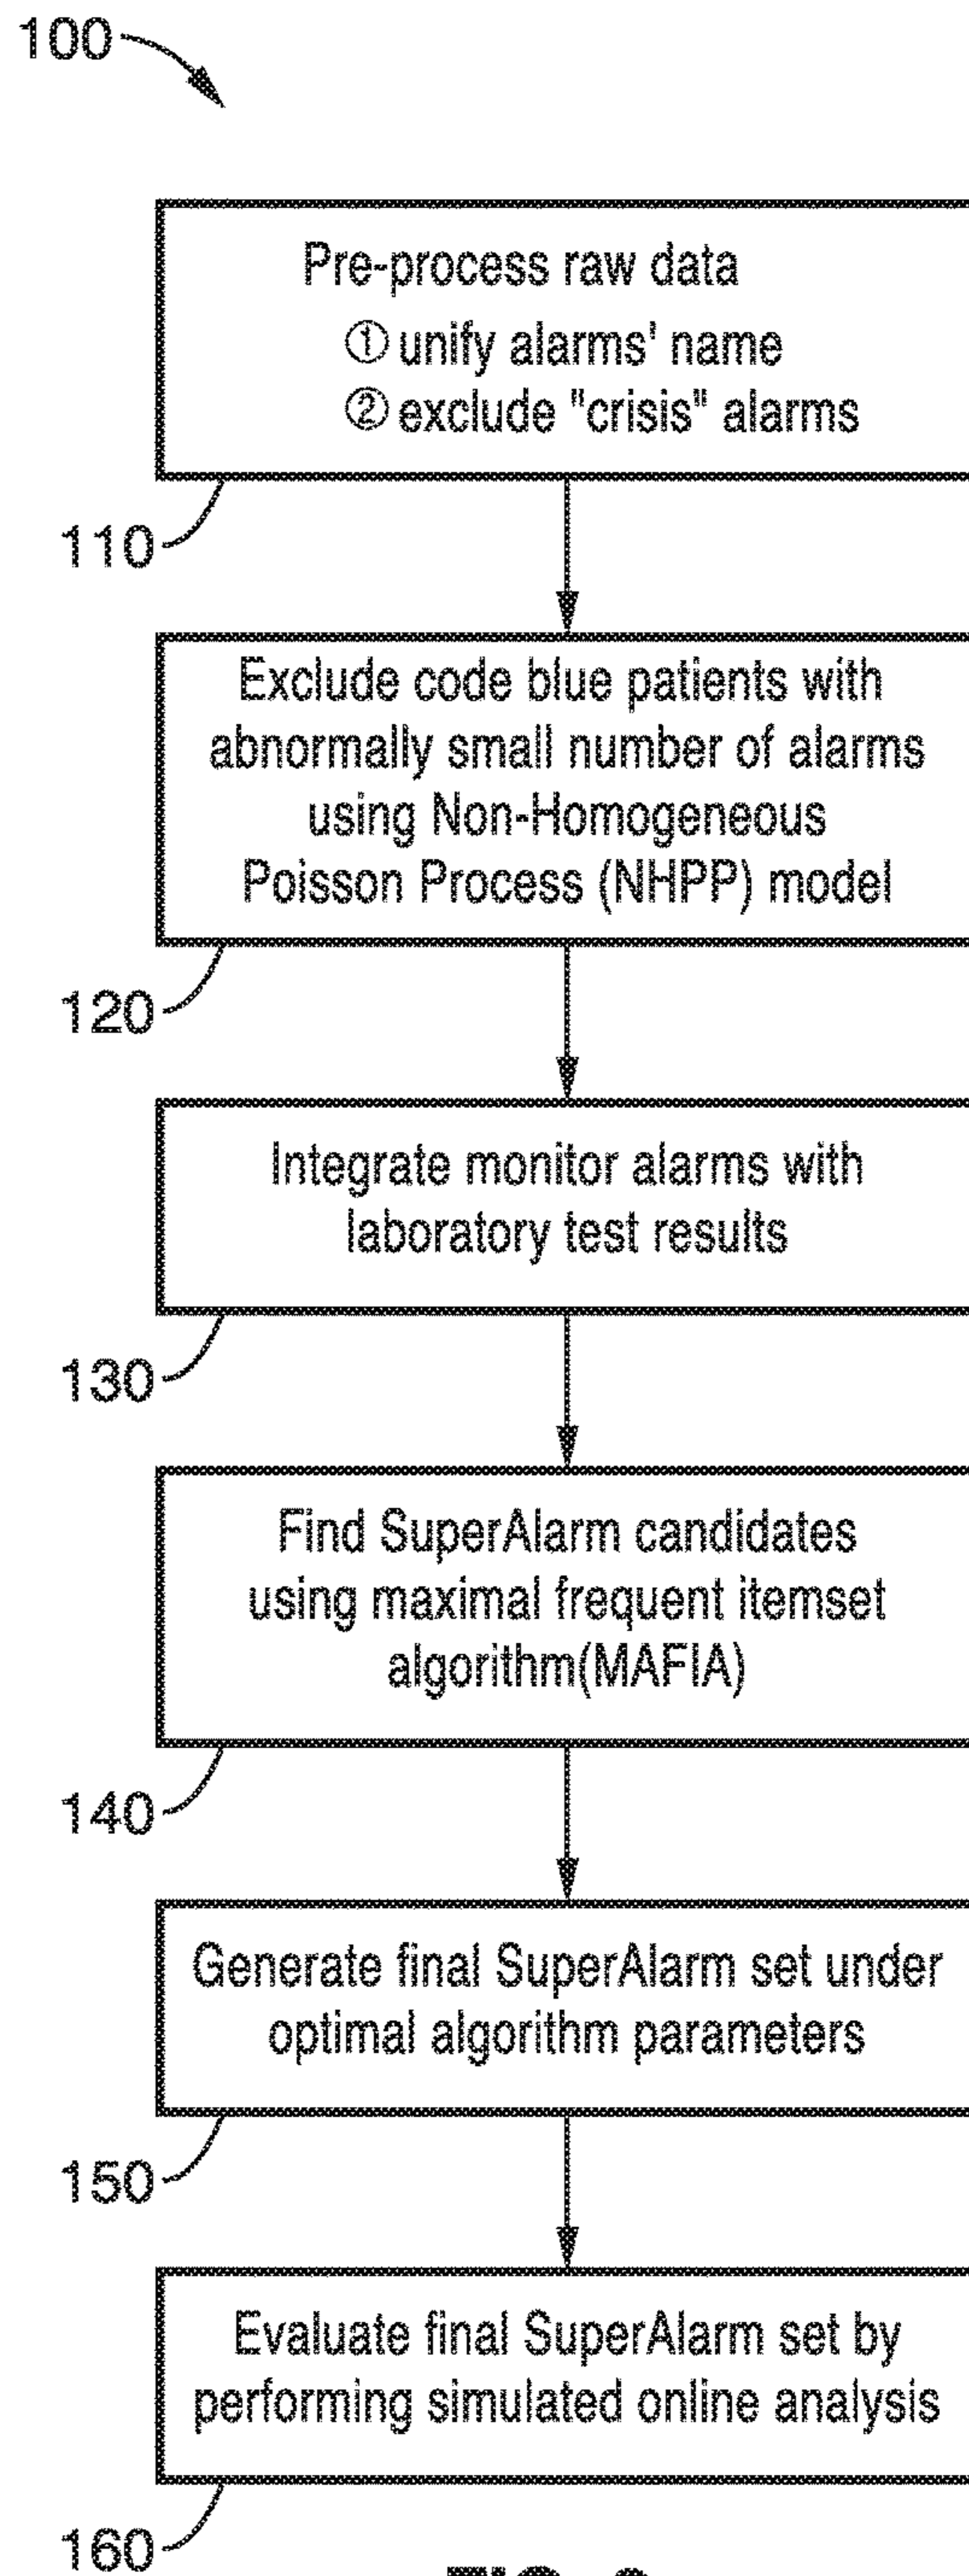 100
Pre-process raw data
① unify alarms' name
② exclude "crisis" alarms
110
Exclude code blue patients with
abnormally small number of alarms
using Non-Homogeneous
Poisson Process (NHPP) model
120
Integrate monitor alarms with
laboratory test results
130
Find SuperAlarm candidates
using maximal frequent itemset
algorithm(MAFIA)
140
Generate final SuperAlarm set under
optimal algorithm parameters
150
Evaluate final SuperAlarm set by
performing simulated online analysis
160